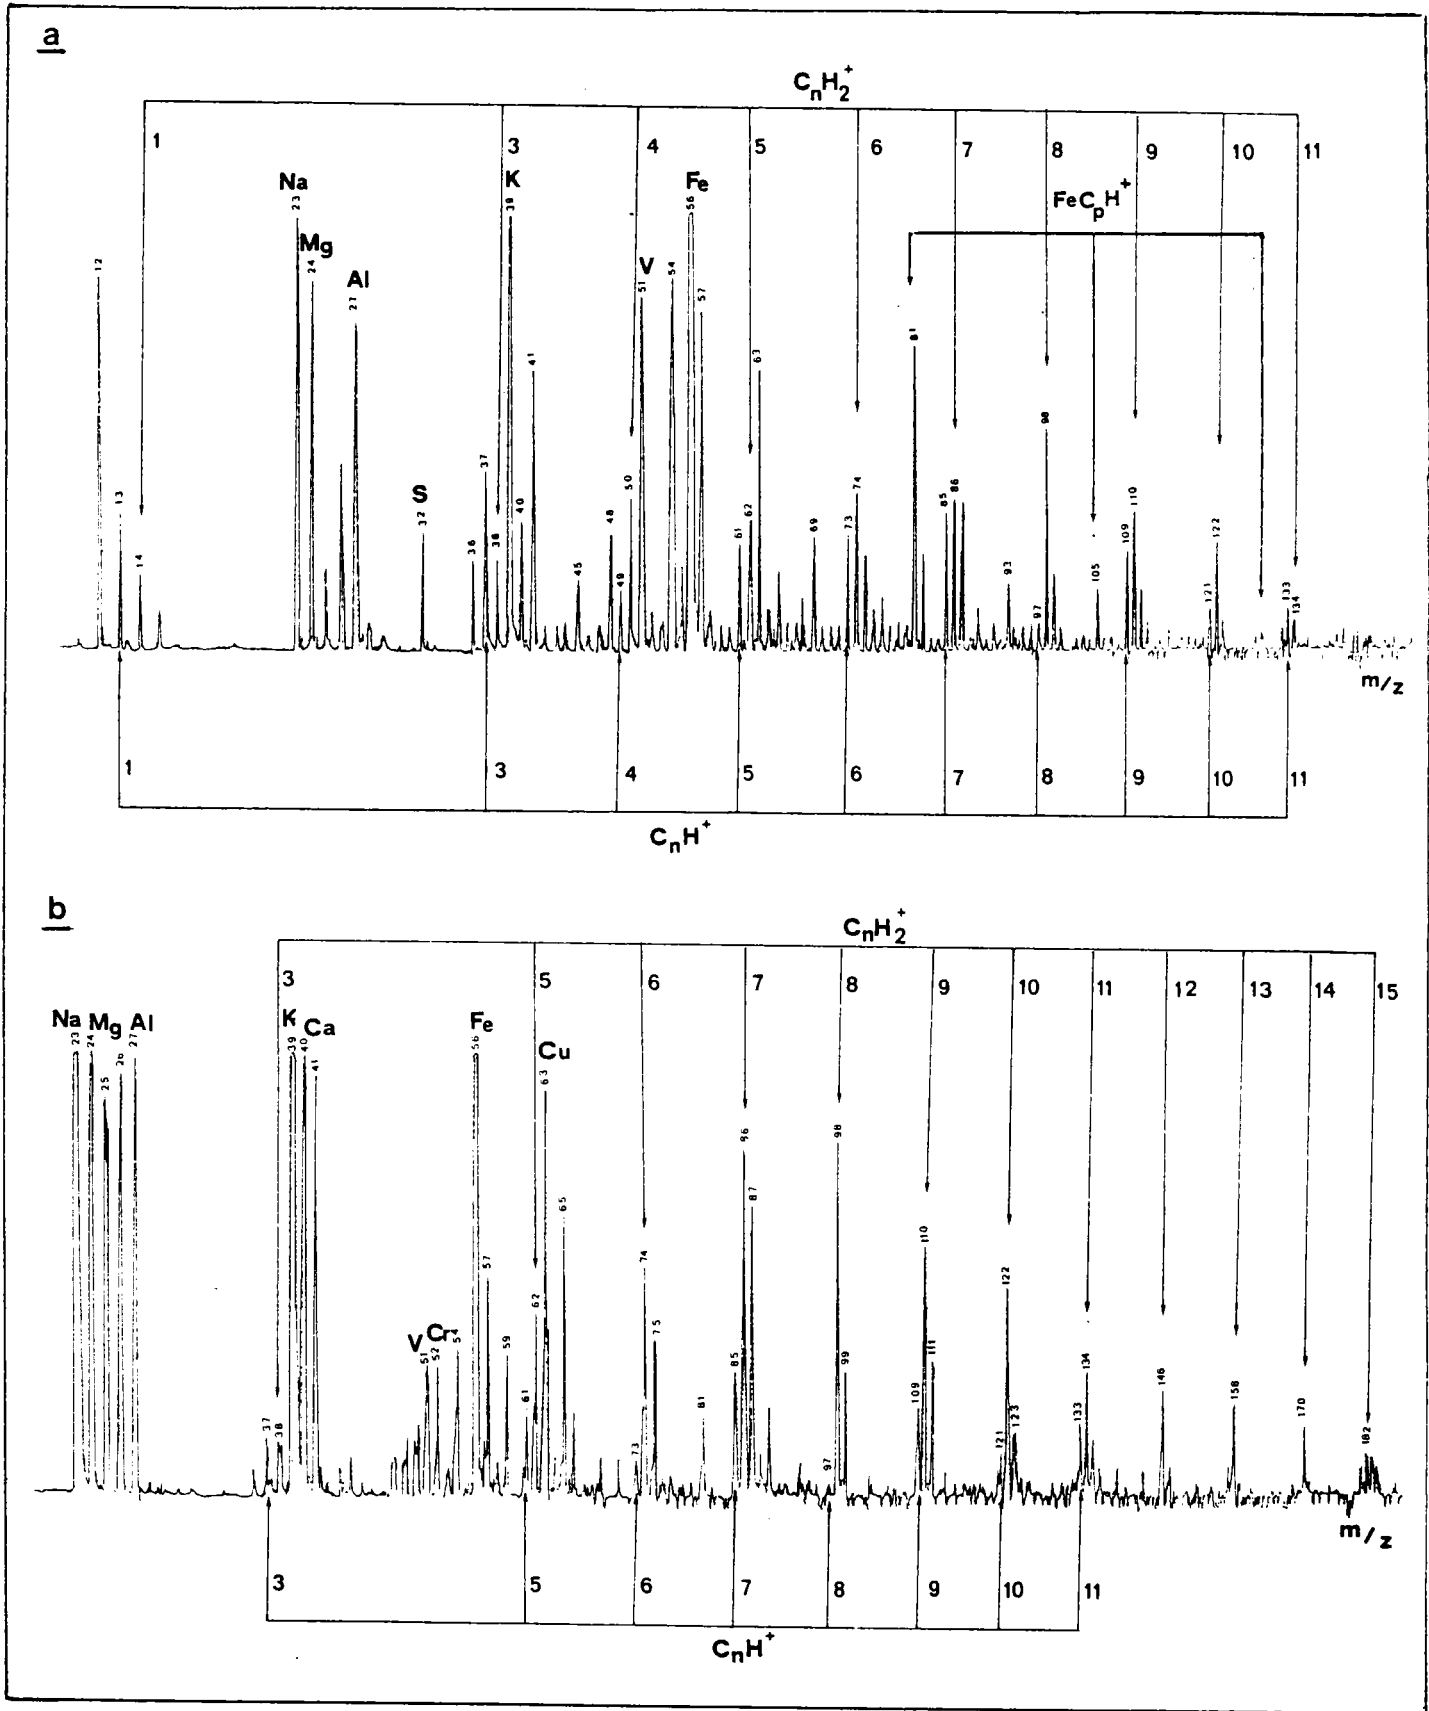 a
CnH2+
1 3 4 5 6 7 8 9 10 11
Na K Fe FeCpH+
Mg Al V S
12 13 14 23 24 27 32 36 37 38 39 40 41 45 48 49 50 51 54 56 57 61 62 63 69 73 74 81 85 86 93 97 98 105 109 110 121 122 133 134
m/z
1 3 4 5 6 7 8 9 10 11
CnH+
b
CnH2+
3 5 6 7 8 9 10 11 12 13 14 15
Na Mg Al K Ca Fe Cu
V Cr
23 24 25 26 27 37 38 39 40 41 51 52 54 56 57 59 61 62 63 65 73 74 75 81 85 86 87 97 98 99 109 110 111 121 122 123 133 134 146 158 170 182
m/z
3 5 6 7 8 9 10 11
CnH+